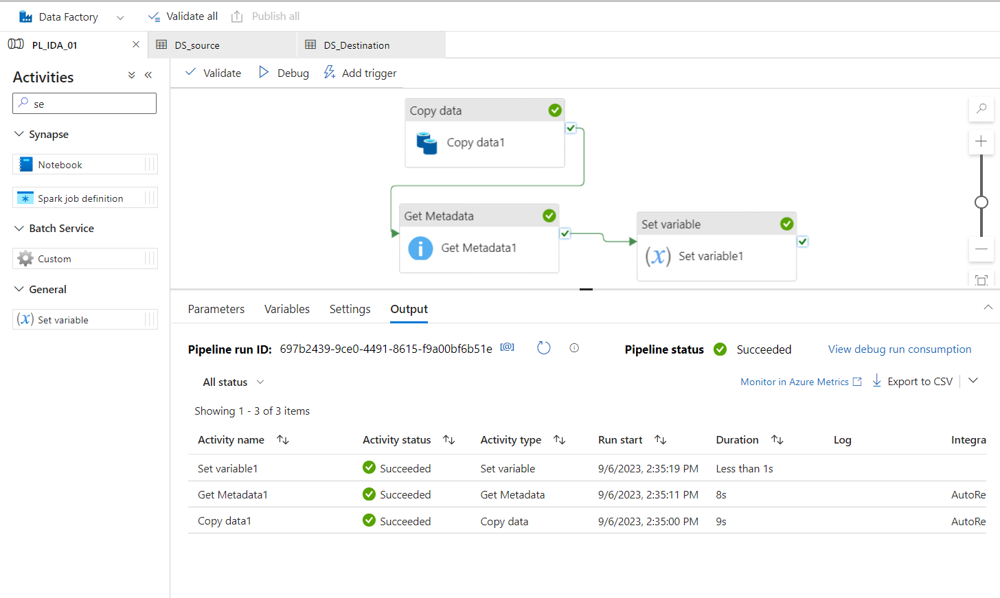 Data Factory
Validate all
Publish all
PL_IDA_01
DS_source
DS_Destination
Activities
se
Synapse
Notebook
Spark job definition
Batch Service
Custom
General
(x) Set variable
Validate
Debug
Add trigger
Copy data
Copy data1
Get Metadata
i
Get Metadata1
Set variable
(x) Set variable1
Parameters
Variables
Settings
Output
Pipeline run ID: 697b2439-9ce0-4491-8615-f9a00bf6b51e [@]
Pipeline status Succeeded
View debug run consumption
All status
Monitor in Azure Metrics
Export to CSV
Showing 1 - 3 of 3 items
Activity name Activity status Activity type Run start Duration Log Integra
Set variable1 Succeeded Set variable 9/6/2023, 2:35:19 PM Less than 1s
Get Metadata1 Succeeded Get Metadata 9/6/2023, 2:35:11 PM 8s AutoRe
Copy data1 Succeeded Copy data 9/6/2023, 2:35:00 PM 9s AutoRe